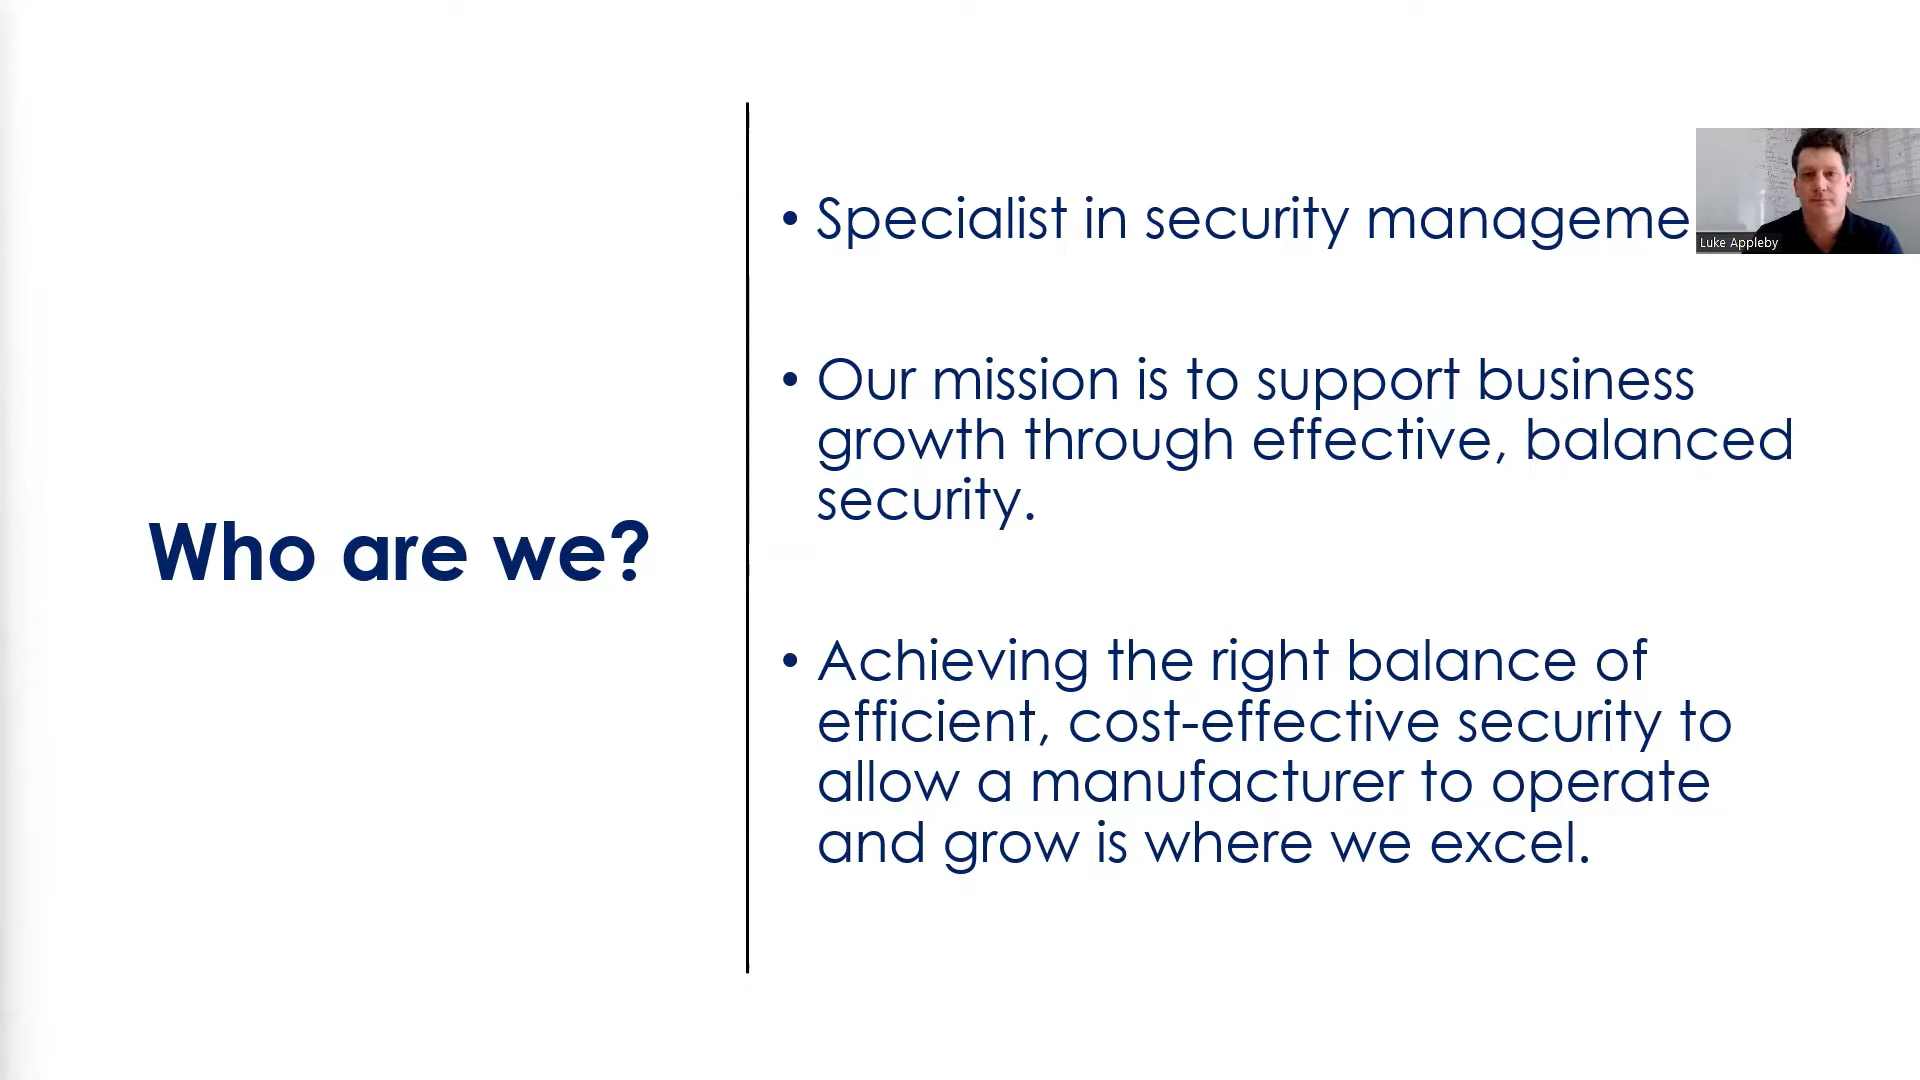 Who are we?
• Specialist in security manageme
Luke Appleby
• Our mission is to support business
growth through effective, balanced
security.
• Achieving the right balance of
efficient, cost-effective security to
allow a manufacturer to operate
and grow is where we excel.